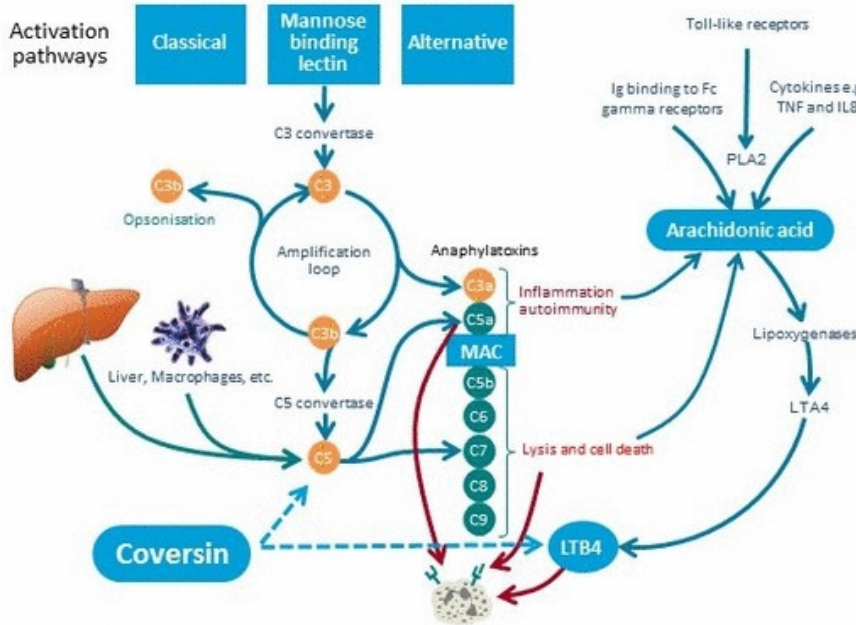 Activation
pathways
Classical
Mannose
binding
lectin
Alternative
Toll-like receptors
Ig binding to Fc
gamma receptors
Cytokines e.g
TNF and IL8
C3 convertase
PLA2
C3b
C3
Opsonisation
Arachidonic acid
Amplification
loop
Anaphylatoxins
C3a
Inflammation
autoimmunity
C5a
C3b
MAC
Lipoxygenases
Liver, Macrophages, etc.
C5b
C5 convertase
C6
LTA4
C5
C7
Lysis and cell death
C8
C9
Coversin
LTB4